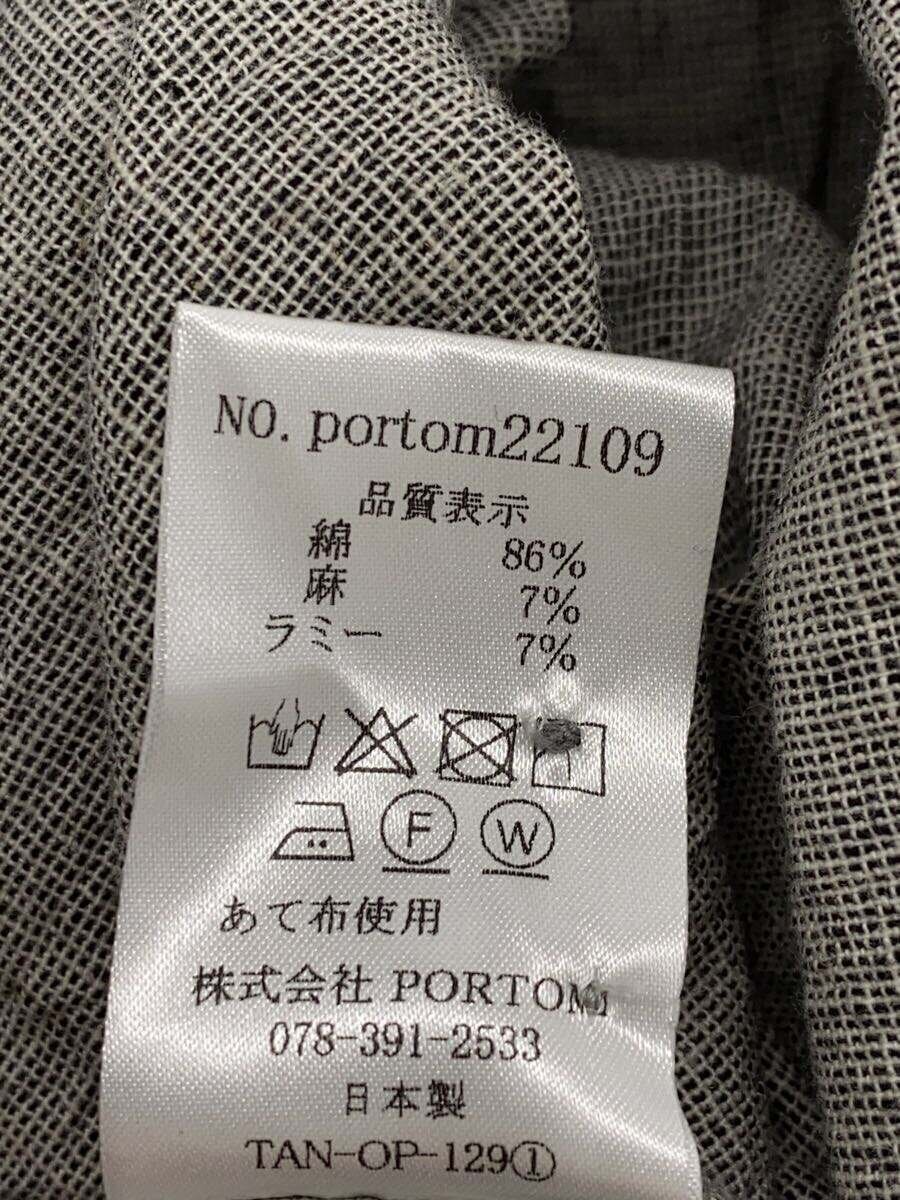 NO. portom22109
品質表示
綿 86%
麻 7%
ラミー 7%
F W
あて布使用
株式会社 PORTOM
078-391-2533
日本製
TAN-OP-129①